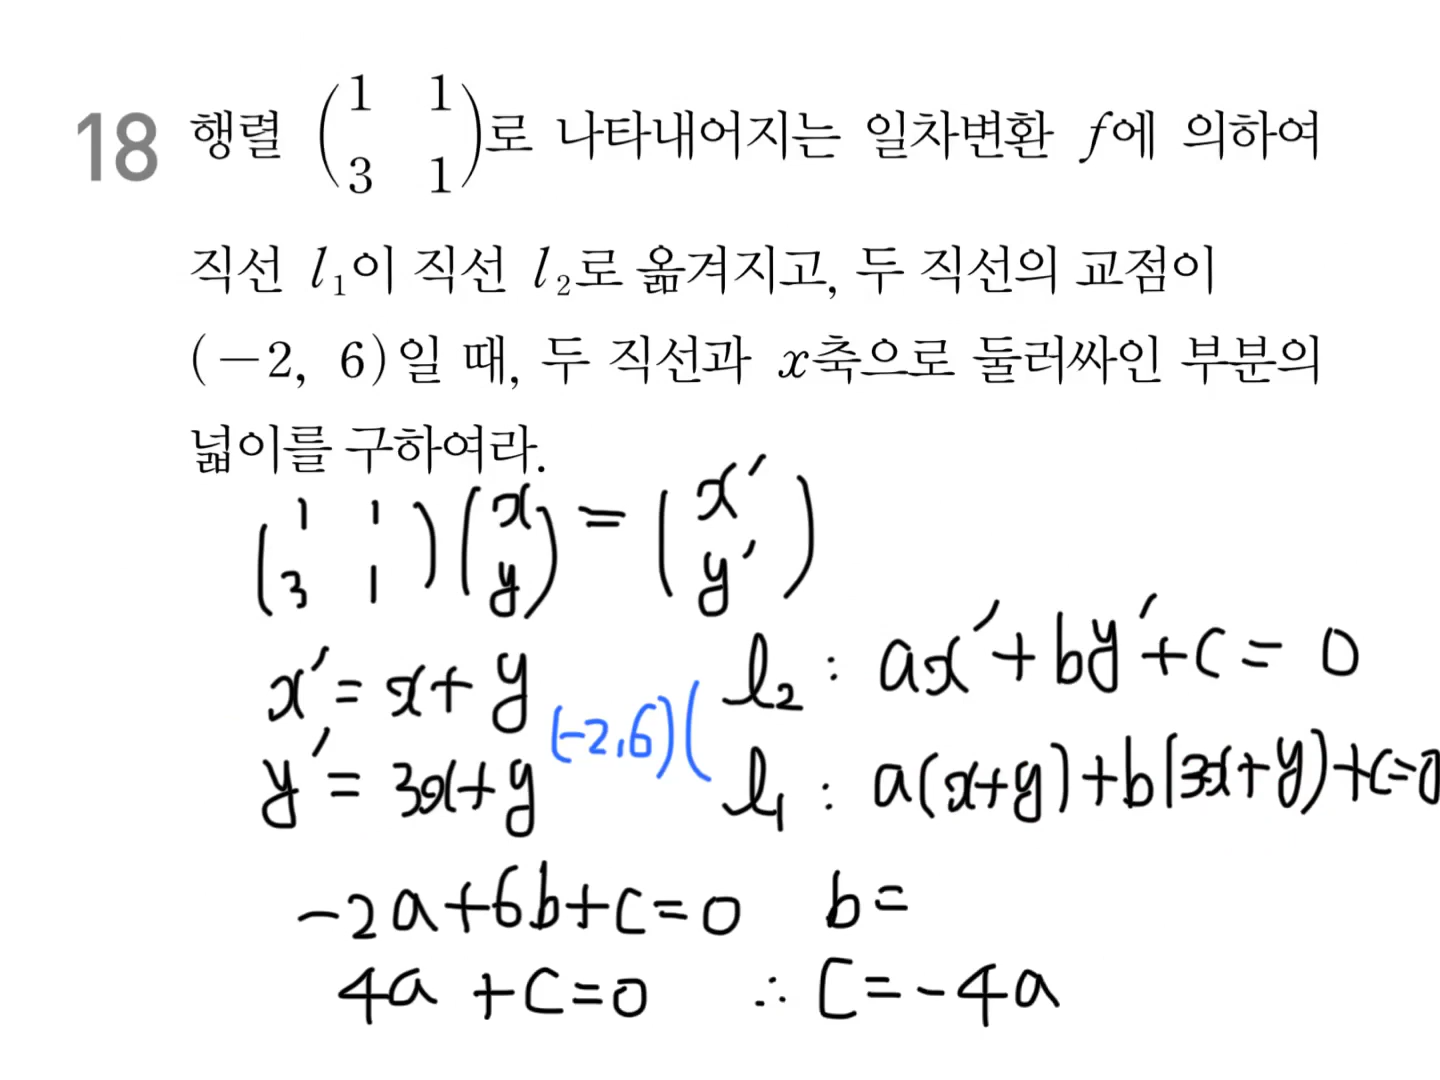 18 행렬 (1 1 3 1)로 나타내어지는 일차변환 f에 의하여
직선 l₁이 직선 l₂로 옮겨지고, 두 직선의 교점이
(−2, 6)일 때, 두 직선과 x축으로 둘러싸인 부분의
넓이를 구하여라.
(1 1 3 1)(x y) = (x′ y′)
x′ = x+y
l₂ : ax′+by′+c = 0
(-2,6)(
y′ = 3x+y
l₁ : a(x+y)+b(3x+y)+c=0
-2a+6b+c=0 b=
4a +c=0 ∴ c=-4a